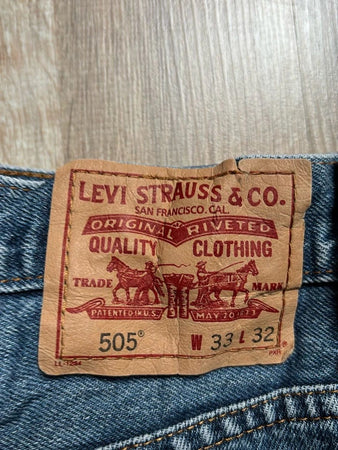 LEVI STRAUSS & CO.
SAN FRANCISCO, CAL.
ORIGINAL RIVETED
QUALITY CLOTHING
TRADE MARK
PATENTED IN U.S. MAY 20 1873
505® W 33 L 32